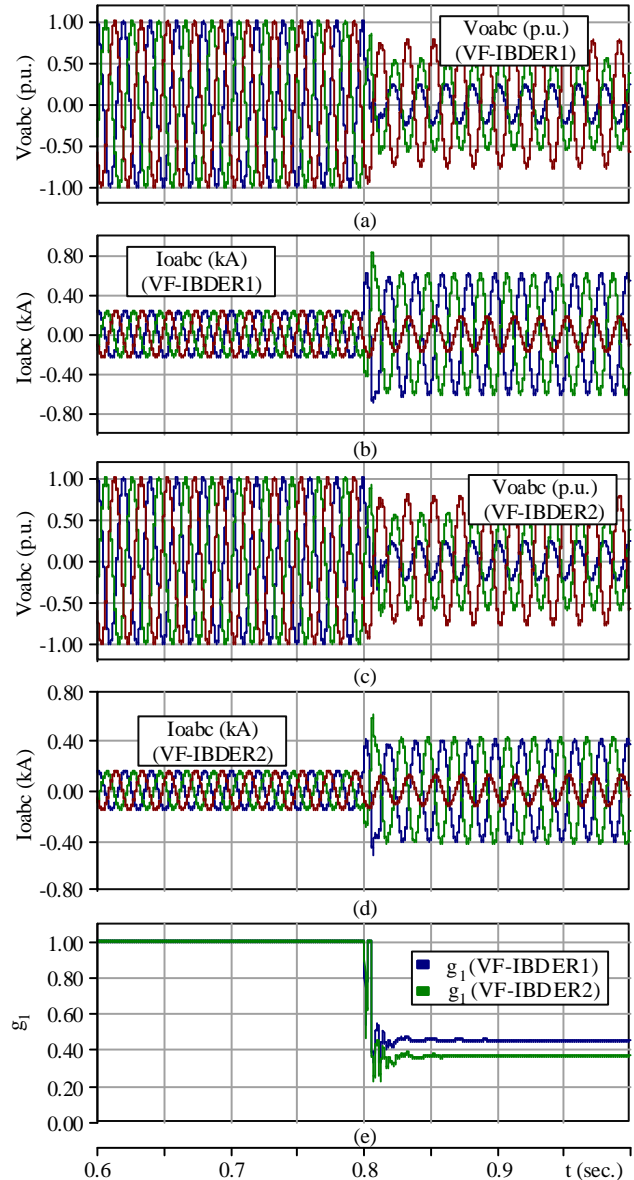 1.00
0.50
0.00
-0.50
-1.00
Voabc (p.u.)
Voabc (p.u.)
(VF-IBDER1)
(a)
0.80
0.40
0.00
-0.40
-0.80
Ioabc (kA)
Ioabc (kA)
(VF-IBDER1)
(b)
1.00
0.50
0.00
-0.50
-1.00
Voabc (p.u.)
Voabc (p.u.)
(VF-IBDER2)
(c)
0.80
0.40
0.00
-0.40
-0.80
Ioabc (kA)
Ioabc (kA)
(VF-IBDER2)
(d)
1.00
0.80
0.60
0.40
0.20
0.00
g1
g1(VF-IBDER1)
g1(VF-IBDER2)
(e)
0.6 0.7 0.8 0.9 t (sec.)